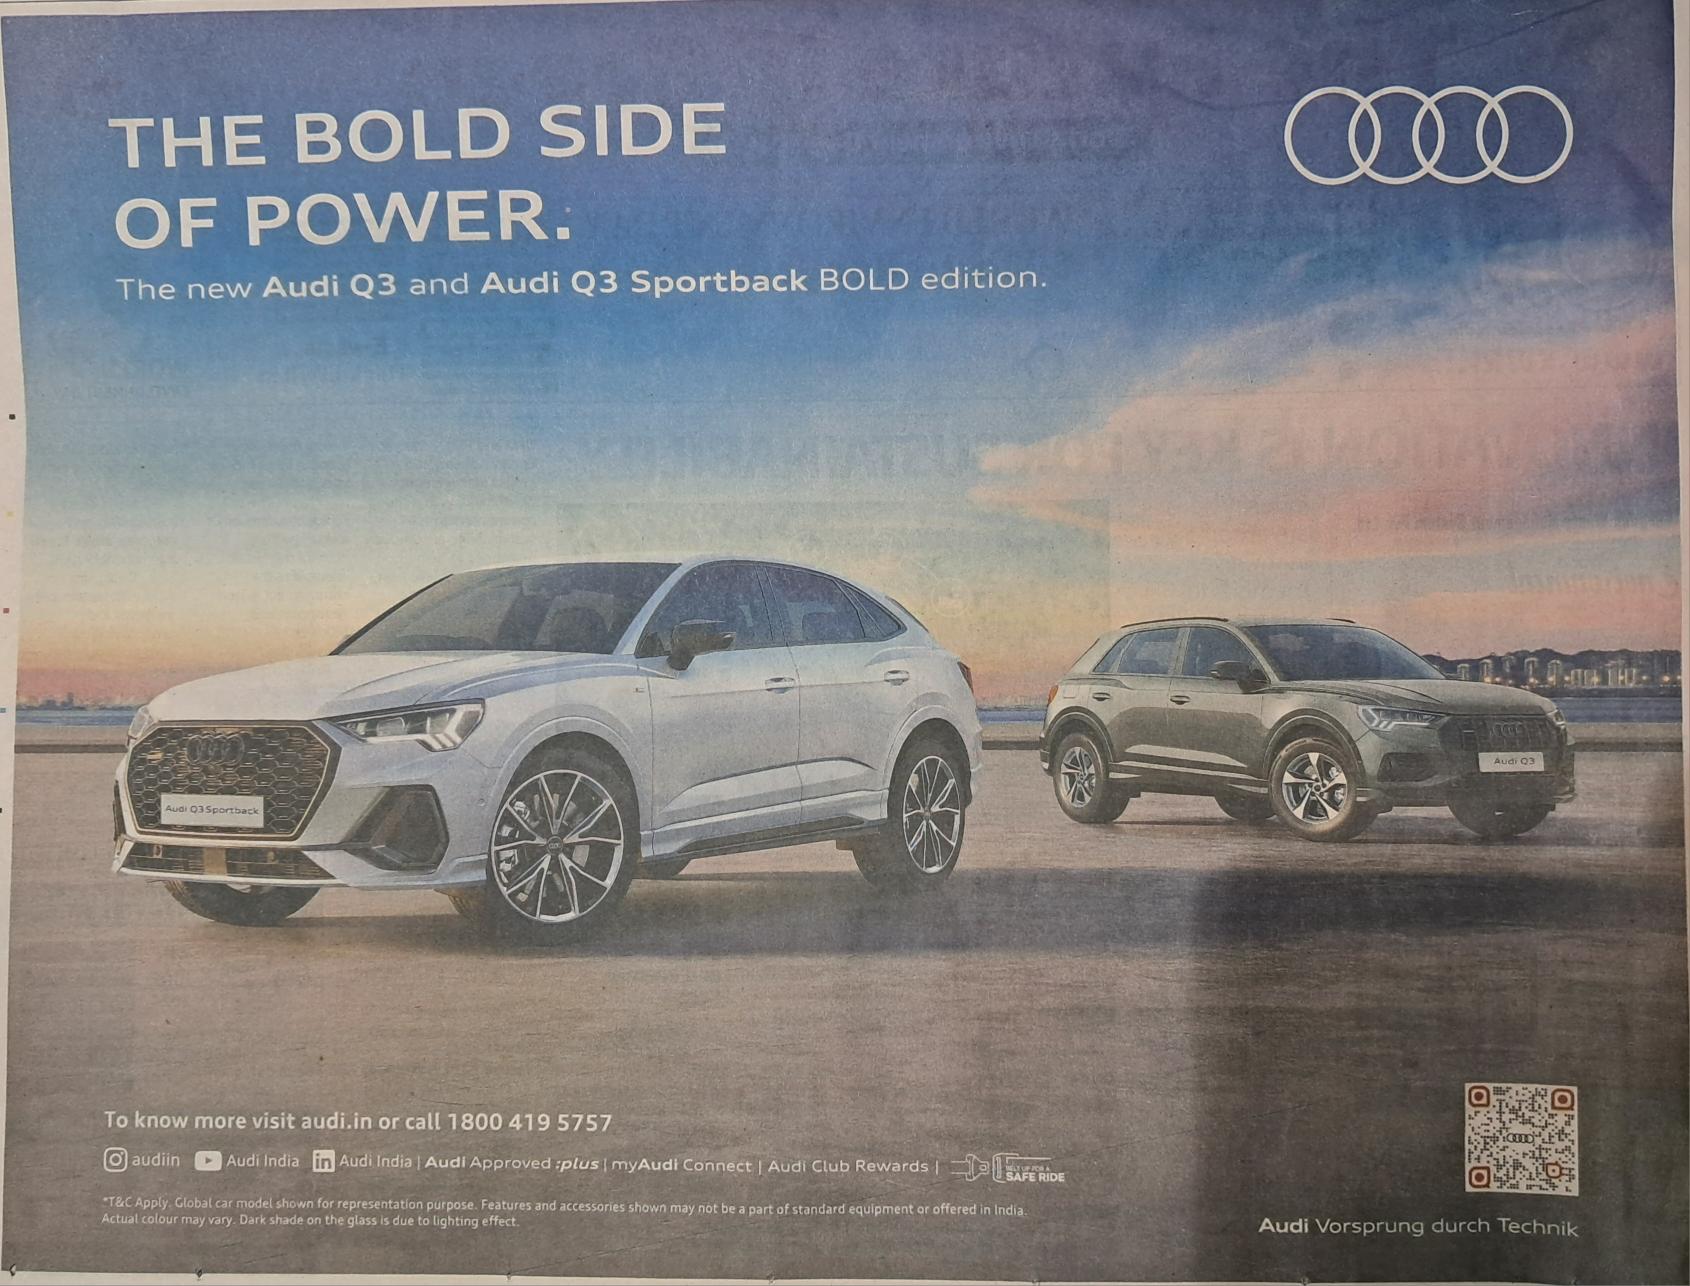 THE BOLD SIDE
OF POWER.
The new Audi Q3 and Audi Q3 Sportback BOLD edition.
Audi Q3 Sportback
Audi Q3
To know more visit audi.in or call 1800 419 5757
audiin Audi India Audi India | Audi Approved :plus | myAudi Connect | Audi Club Rewards | BELT UP FOR A SAFE RIDE
*T&C Apply. Global car model shown for representation purpose. Features and accessories shown may not be a part of standard equipment or offered in India.
Actual colour may vary. Dark shade on the glass is due to lighting effect.
Audi Vorsprung durch Technik